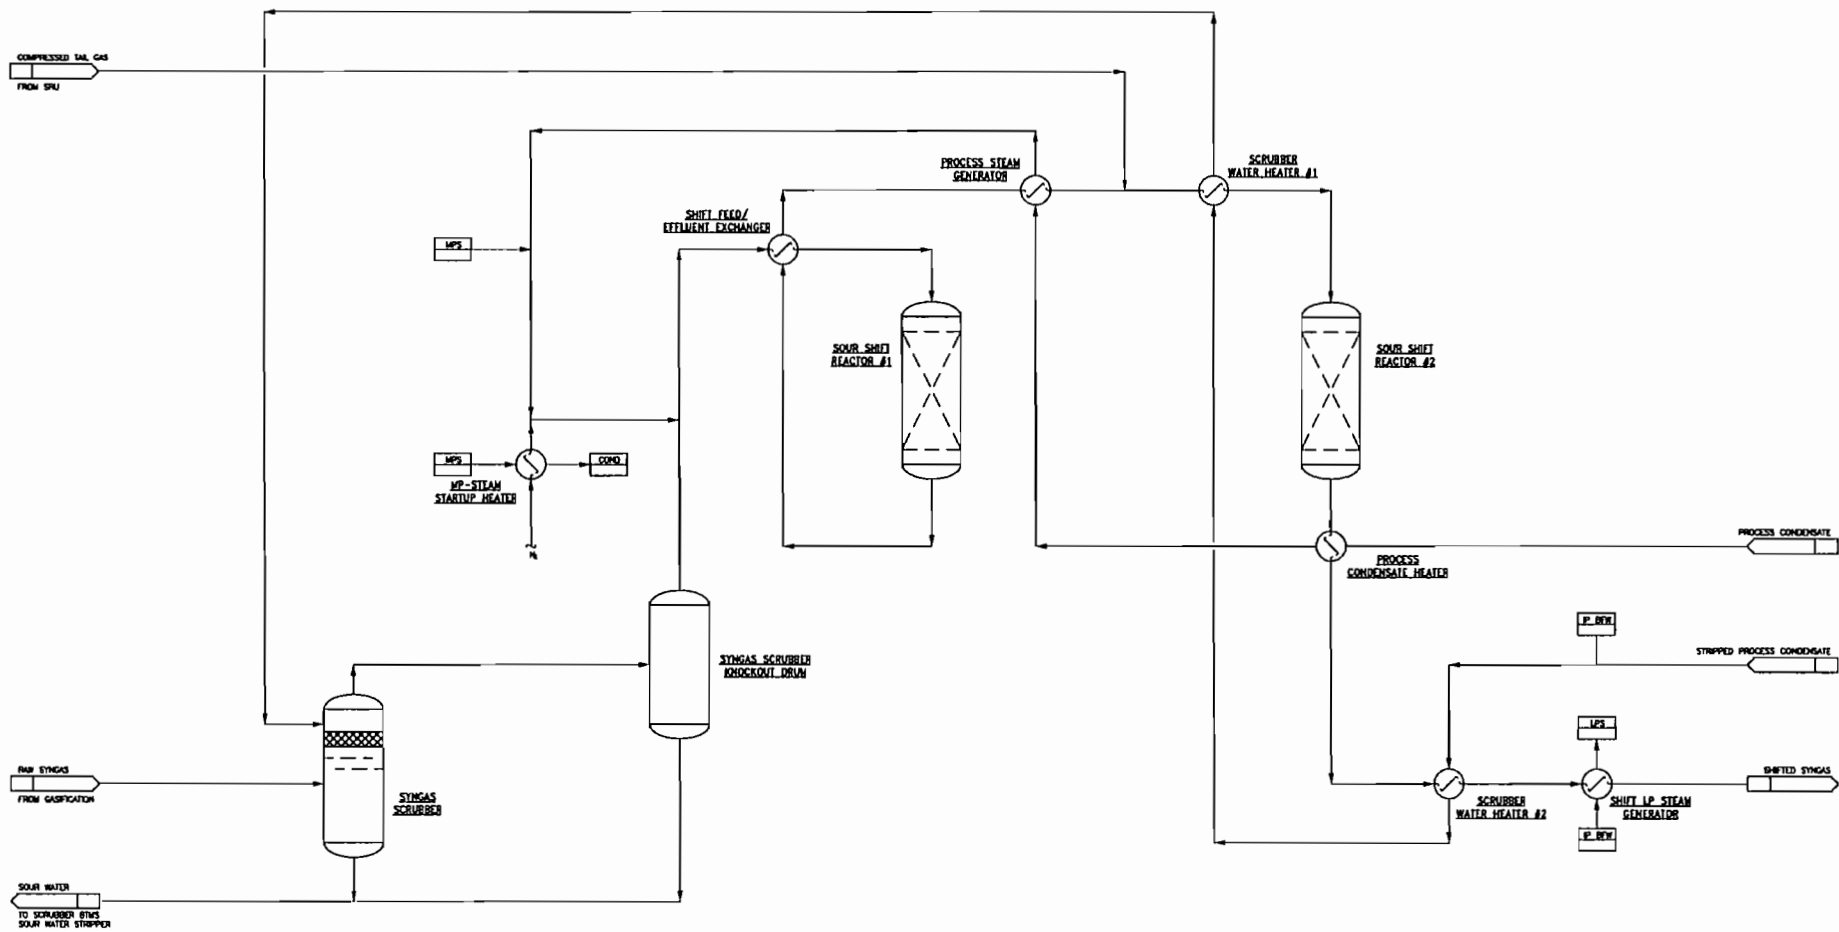 COMPRESSED TAIL GAS
FROM SRU
PROCESS STEAM
GENERATOR
SCRUBBER
WATER HEATER #1
SHIFT FEED/
EFFLUENT EXCHANGER
MPS
SOUR SHIFT
REACTOR #1
SOUR SHIFT
REACTOR #2
MPS
COND
MP-STEAM
STARTUP HEATER
N₂
PROCESS CONDENSATE
PROCESS
CONDENSATE HEATER
IP BFW
STRIPPED PROCESS CONDENSATE
SYNGAS SCRUBBER
KNOCKOUT DRUM
LPS
RAW SYNGAS
FROM GASIFICATION
SHIFTED SYNGAS
SYNGAS
SCRUBBER
SCRUBBER
WATER HEATER #2
SHIFT LP STEAM
GENERATOR
IP BFW
SOUR WATER
TO SCRUBBER BTMS
SOUR WATER STRIPPER